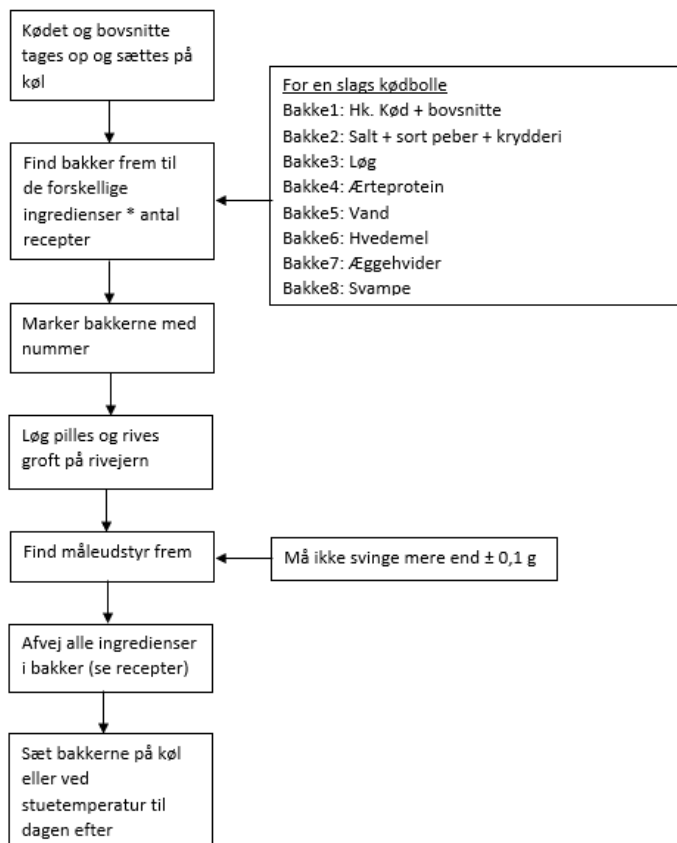 Kødet og bovsnitte
tages op og sættes på
køl
For en slags kødbolle
Bakke1: Hk. Kød + bovsnitte
Bakke2: Salt + sort peber + krydderi
Bakke3: Løg
Bakke4: Ærteprotein
Bakke5: Vand
Bakke6: Hvedemel
Bakke7: Æggehvider
Bakke8: Svampe
Find bakker frem til
de forskellige
ingredienser * antal
recepter
Marker bakkerne med
nummer
Løg pilles og rives
groft på rivejern
Find måleudstyr frem
Må ikke svinge mere end ± 0,1 g
Afvej alle ingredienser
i bakker (se recepter)
Sæt bakkerne på køl
eller ved
stuetemperatur til
dagen efter